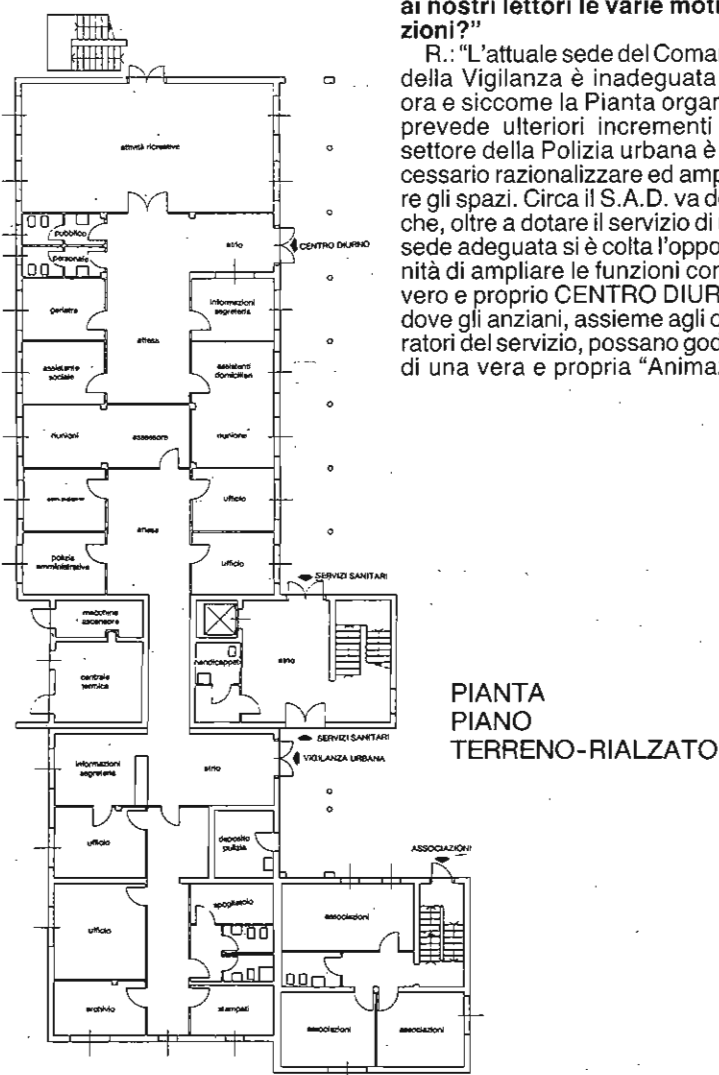 ai nostri lettori le varie moti
zioni?"
R.: "L'attuale sede del Coma
della Vigilanza è inadeguata
ora e siccome la Pianta orga
prevede ulteriori incrementi
settore della Polizia urbana è
cessario razionalizzare ed amp
re gli spazi. Circa il S.A.D. va d
che, oltre a dotare il servizio di
sede adeguata si è colta l'oppo
nità di ampliare le funzioni con
vero e proprio CENTRO DIUR
dove gli anziani, assieme agli o
ratori del servizio, possano god
di una vera e propria "Anima
attività ricreative
pubblico
personale
atrio
CENTRO DIURNO
geriatra
informazioni
segreteria
attesa
assistente
sociale
assistenti
domiciliari
riunioni
assessore
riunione
ufficio
attesa
polizia
amministrativa
ufficio
SERVIZI SANITARI
macchine
ascensore
handicappati
atrio
centrale
termica
PIANTA
PIANO
TERRENO-RIALZATO
SERVIZI SANITARI
VIGILANZA URBANA
informazioni
segreteria
atrio
ufficio
deposito
pulizia
ASSOCIAZIONI
spogliatoio
associazioni
ufficio
archivio
stampati
associazioni
associazioni